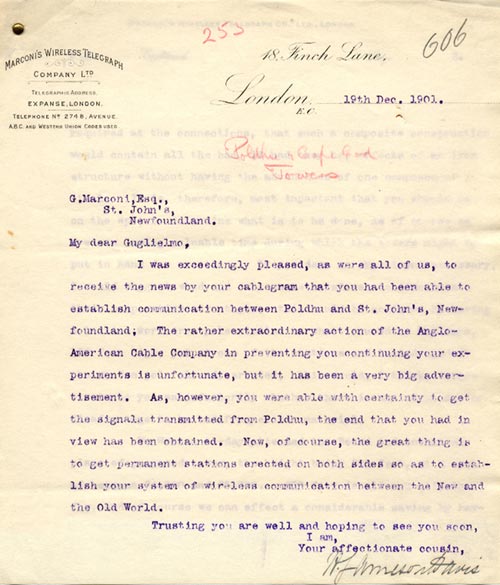 253
606
MARCONI'S WIRELESS TELEGRAPH
COMPANY LTD
TELEGRAPHIC ADDRESS,
EXPANSE, LONDON.
TELEPHONE No 2748, AVENUE.
A.B.C. AND WESTERN UNION CODES USED
18, Finch Lane,
London, 19th Dec. 1901.
E.C.
Poldhu & Cape Cod
Towers
G.Marconi,Esq.,
St. John's,
Newfoundland.
My dear Guglielmo,
I was exceedingly pleased, as were all of us, to
receive the news by your cablegram that you had been able to
establish communication between Poldhu and St. John's, New-
foundland; The rather extraordinary action of the Anglo-
American Cable Company in preventing you continuing your ex-
periments is unfortunate, but it has been a very big adver-
tisement. As, however, you were able with certainty to get
the signals transmitted from Poldhu, the end that you had in
view has been obtained. Now, of course, the great thing is
to get permanent stations erected on both sides so as to estab-
lish your system of wireless communication between the New and
the Old World.
Trusting you are well and hoping to see you soon,
I am,
Your affectionate cousin,
H Jameson Davis